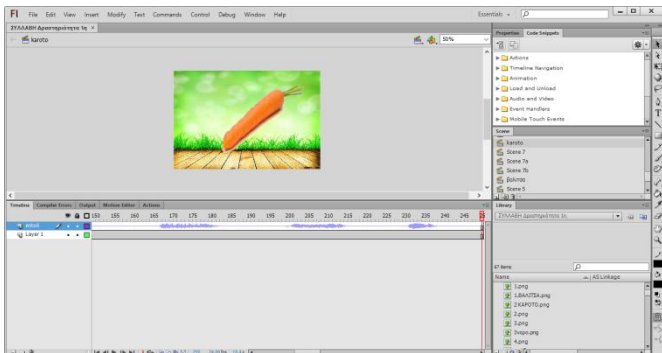 Fl File Edit View Insert Modify Text Commands Control Debug Window Help
Essentials
ΣΥΛΛΑΒΗ Δραστηριότητα 1η ×
karoto
50%
Properties Code Snippets
Actions
Timeline Navigation
Animation
Load and Unload
Audio and Video
Event Handlers
Mobile Touch Events
Scene
karoto
Scene 7
Scene 7a
Scene 7b
Scene 5
Timeline Compiler Errors Output Motion Editor Actions
150 155 160 165 170 175 180 185 190 195 200 205 210 215 220 225 230 235 240 245
Layer 1
Library
ΣΥΛΛΑΒΗ Δραστηριότητα 1η
67 items
Name AS Linkage
1.png
1.ΒΑΛΙΤΣΑ.png
2.ΚΑΡΟΤΟ.png
2.png
3.png
4.png